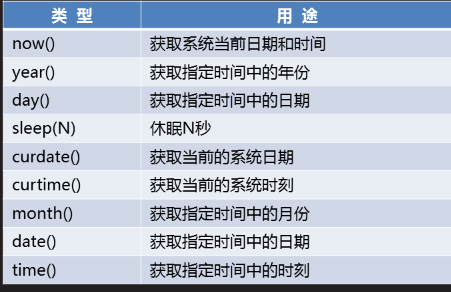 类 型 用 途
now() 获取系统当前日期和时间
year() 获取指定时间中的年份
day() 获取指定时间中的日期
sleep(N) 休眠N秒
curdate() 获取当前的系统日期
curtime() 获取当前的系统时刻
month() 获取指定时间中的月份
date() 获取指定时间中的日期
time() 获取指定时间中的时刻